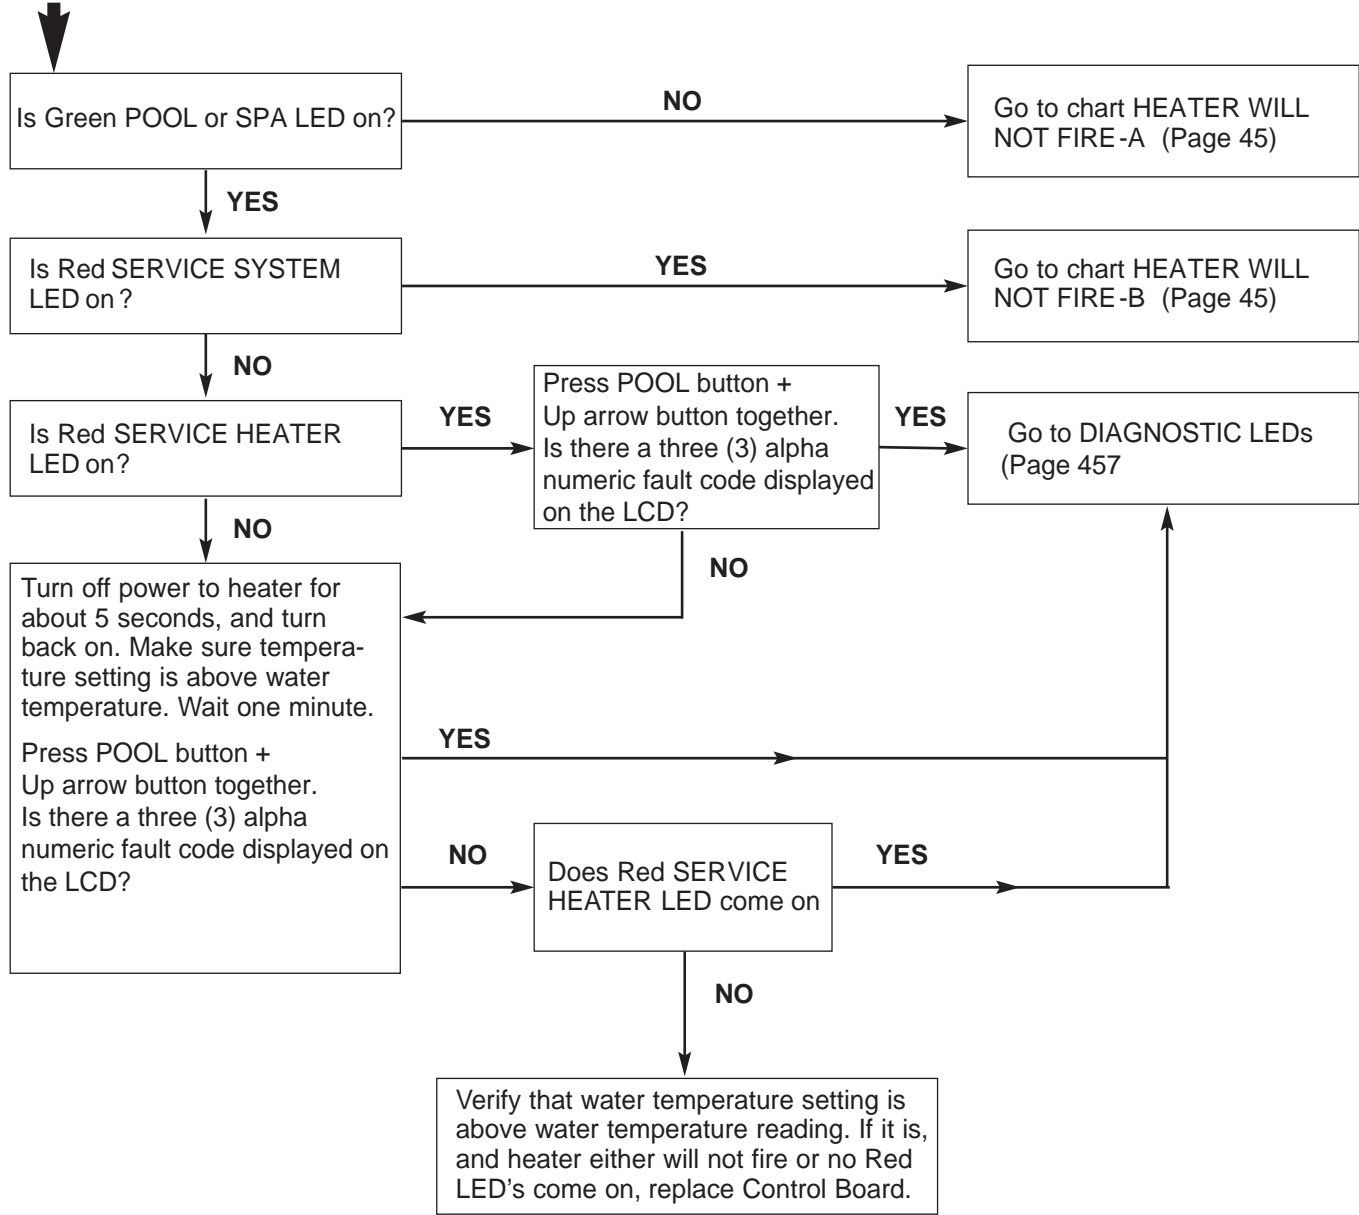 Is Green POOL or SPA LED on?
NO
Go to chart HEATER WILL
NOT FIRE-A (Page 45)
YES
Is Red SERVICE SYSTEM
LED on?
YES
Go to chart HEATER WILL
NOT FIRE-B (Page 45)
NO
Is Red SERVICE HEATER
LED on?
YES
Press POOL button +
Up arrow button together.
Is there a three (3) alpha
numeric fault code displayed
on the LCD?
YES
Go to DIAGNOSTIC LEDs
(Page 457
NO
NO
Turn off power to heater for
about 5 seconds, and turn
back on. Make sure tempera-
ture setting is above water
temperature. Wait one minute.
Press POOL button +
Up arrow button together.
Is there a three (3) alpha
numeric fault code displayed on
the LCD?
YES
NO
Does Red SERVICE
HEATER LED come on
YES
NO
Verify that water temperature setting is
above water temperature reading. If it is,
and heater either will not fire or no Red
LED's come on, replace Control Board.